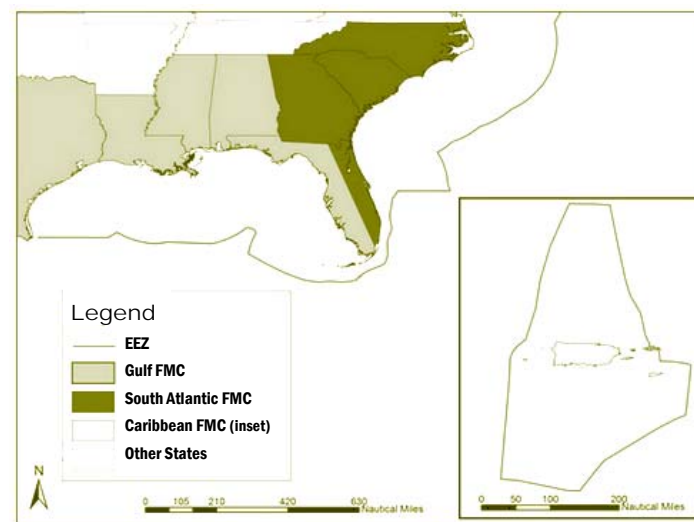 Legend
EEZ
Gulf FMC
South Atlantic FMC
Caribbean FMC (inset)
Other States
N
0 105 210 420 630
Nautical Miles
0 50 100 200
Nautical Miles